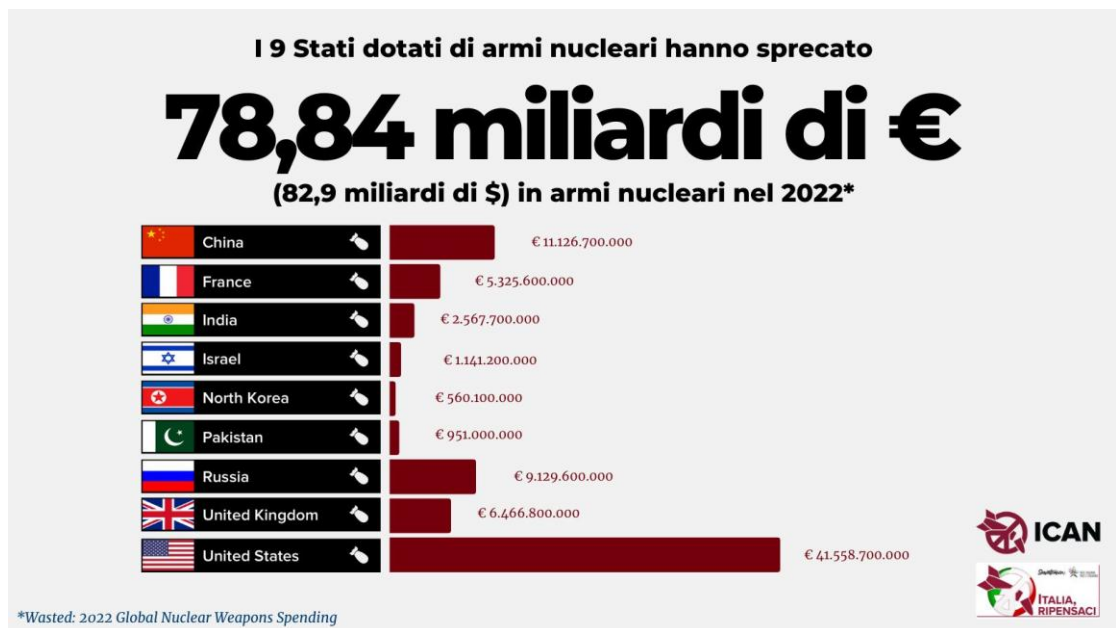 I 9 Stati dotati di armi nucleari hanno sprecato
78,84 miliardi di €
(82,9 miliardi di $) in armi nucleari nel 2022*
China € 11.126.700.000
France € 5.325.600.000
India € 2.567.700.000
Israel € 1.141.200.000
North Korea € 560.100.000
Pakistan € 951.000.000
Russia € 9.129.600.000
United Kingdom € 6.466.800.000
United States € 41.558.700.000
ICAN
ITALIA,
RIPENSACI
*Wasted: 2022 Global Nuclear Weapons Spending